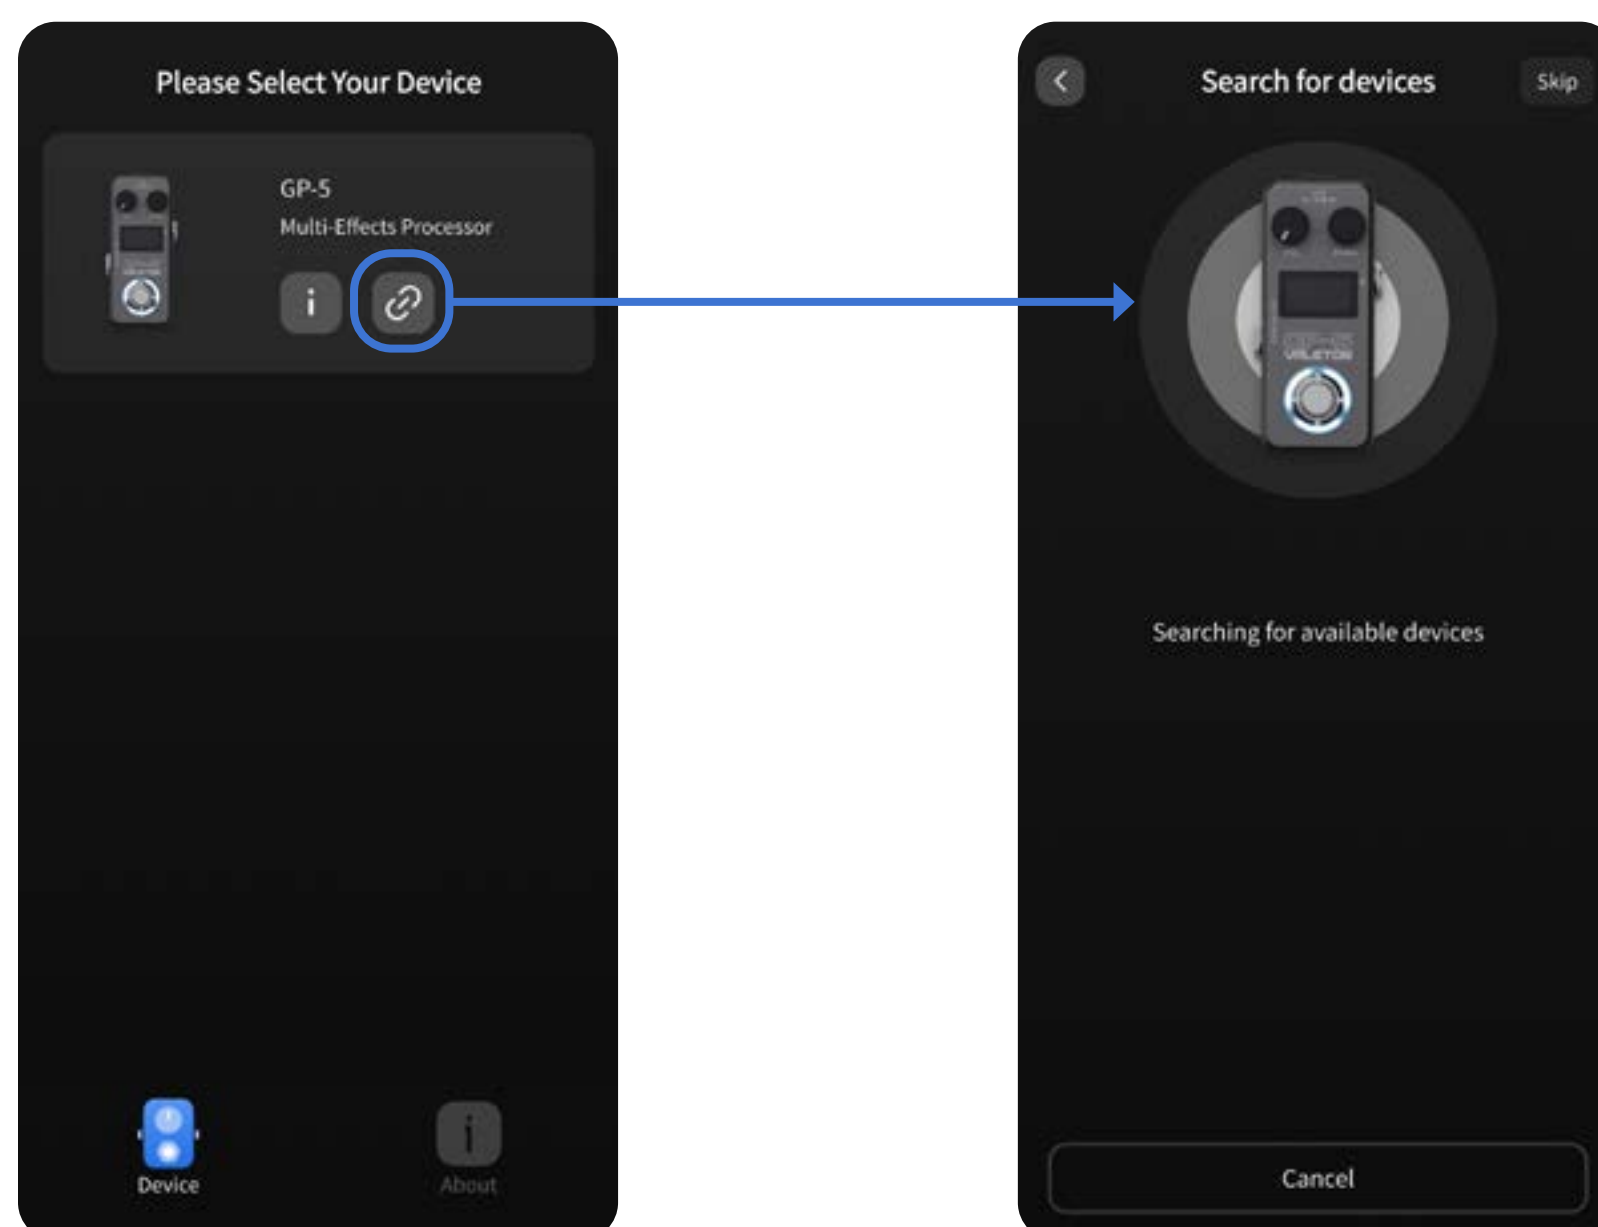 Please Select Your Device
GP-5
Multi-Effects Processor
Device
About
Search for devices
Skip
VALETON
Searching for available devices
Cancel